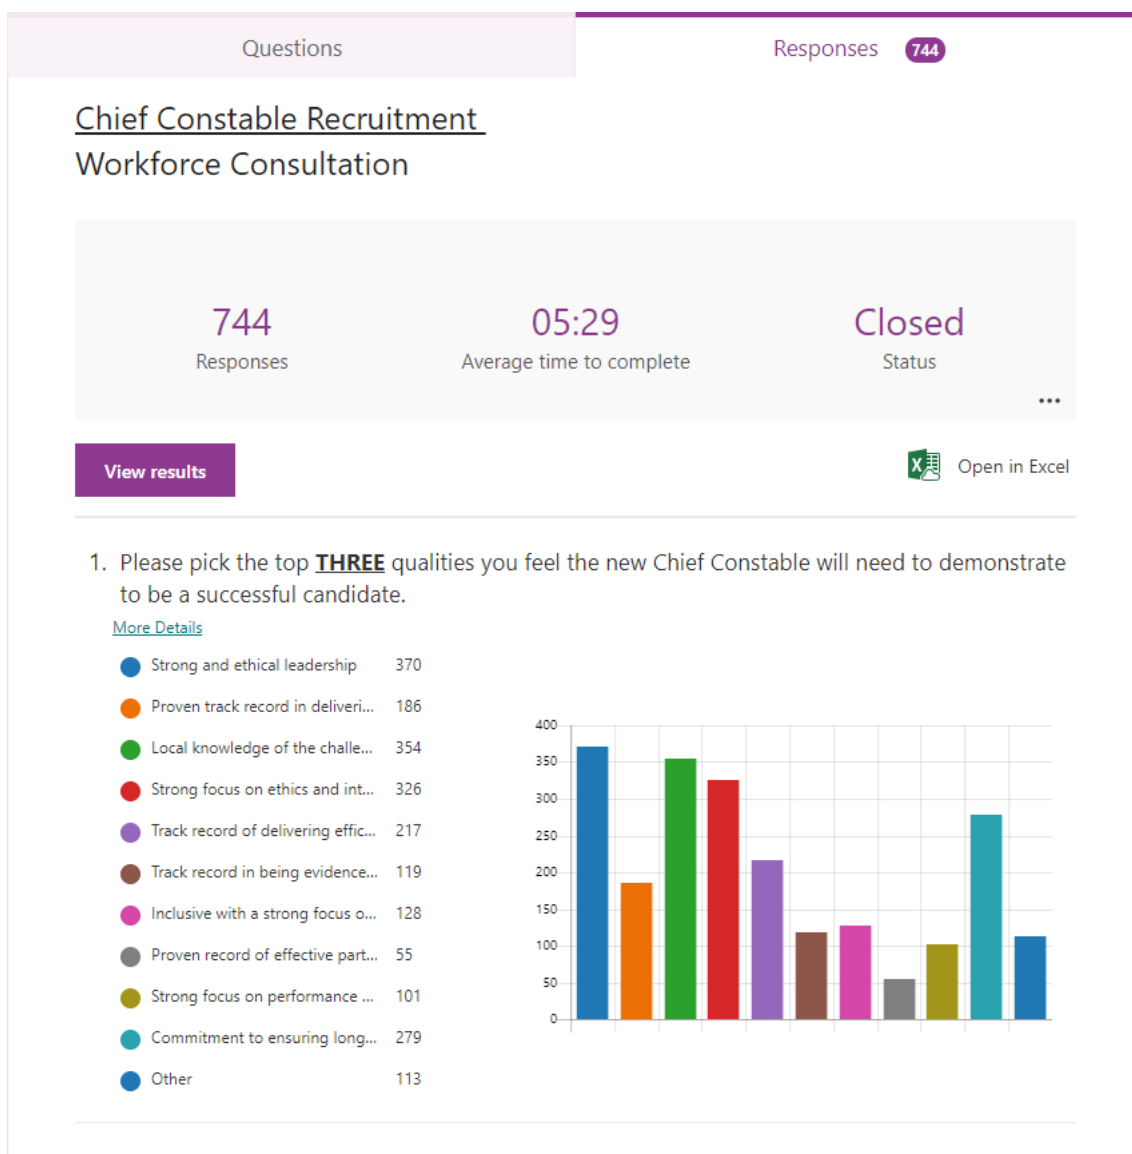 Questions
Responses 744
Chief Constable Recruitment
Workforce Consultation
744
Responses
05:29
Average time to complete
Closed
Status
View results
Open in Excel
1. Please pick the top THREE qualities you feel the new Chief Constable will need to demonstrate
to be a successful candidate.
More Details
Strong and ethical leadership 370
Proven track record in deliveri... 186
Local knowledge of the challe... 354
Strong focus on ethics and int... 326
Track record of delivering effic... 217
Track record in being evidence... 119
Inclusive with a strong focus o... 128
Proven record of effective part... 55
Strong focus on performance ... 101
Commitment to ensuring long... 279
Other 113
400
350
300
250
200
150
100
50
0